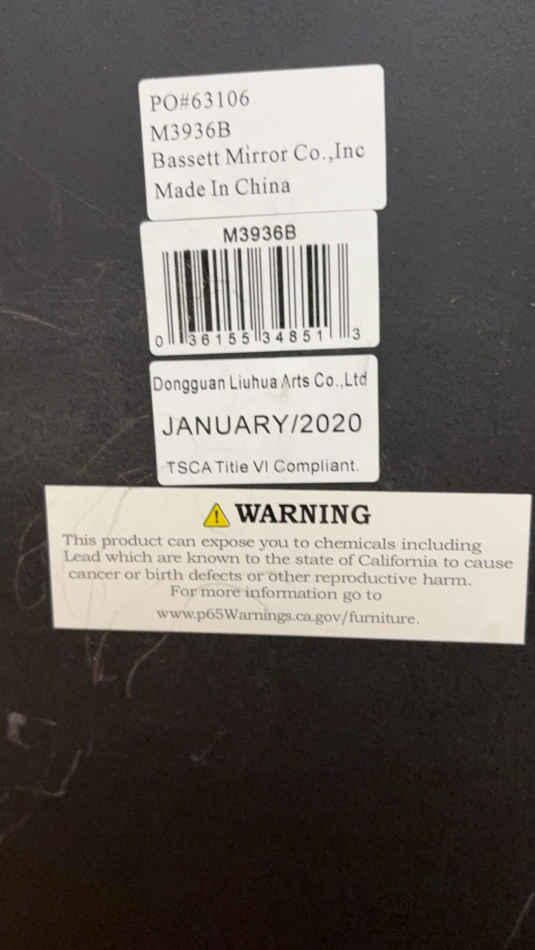 PO#63106
M3936B
Bassett Mirror Co.,Inc
Made In China
M3936B
0 36155 34851 3
Dongguan Liuhua Arts Co.,Ltd
JANUARY/2020
TSCA Titie VI Compliant.
WARNING
This product can expose you to chemicals including
Lead which are known to the state of California to cause
cancer or birth defects or other reproductive harm.
For more information go to
www.p65Warnings.ca.gov/furniture.